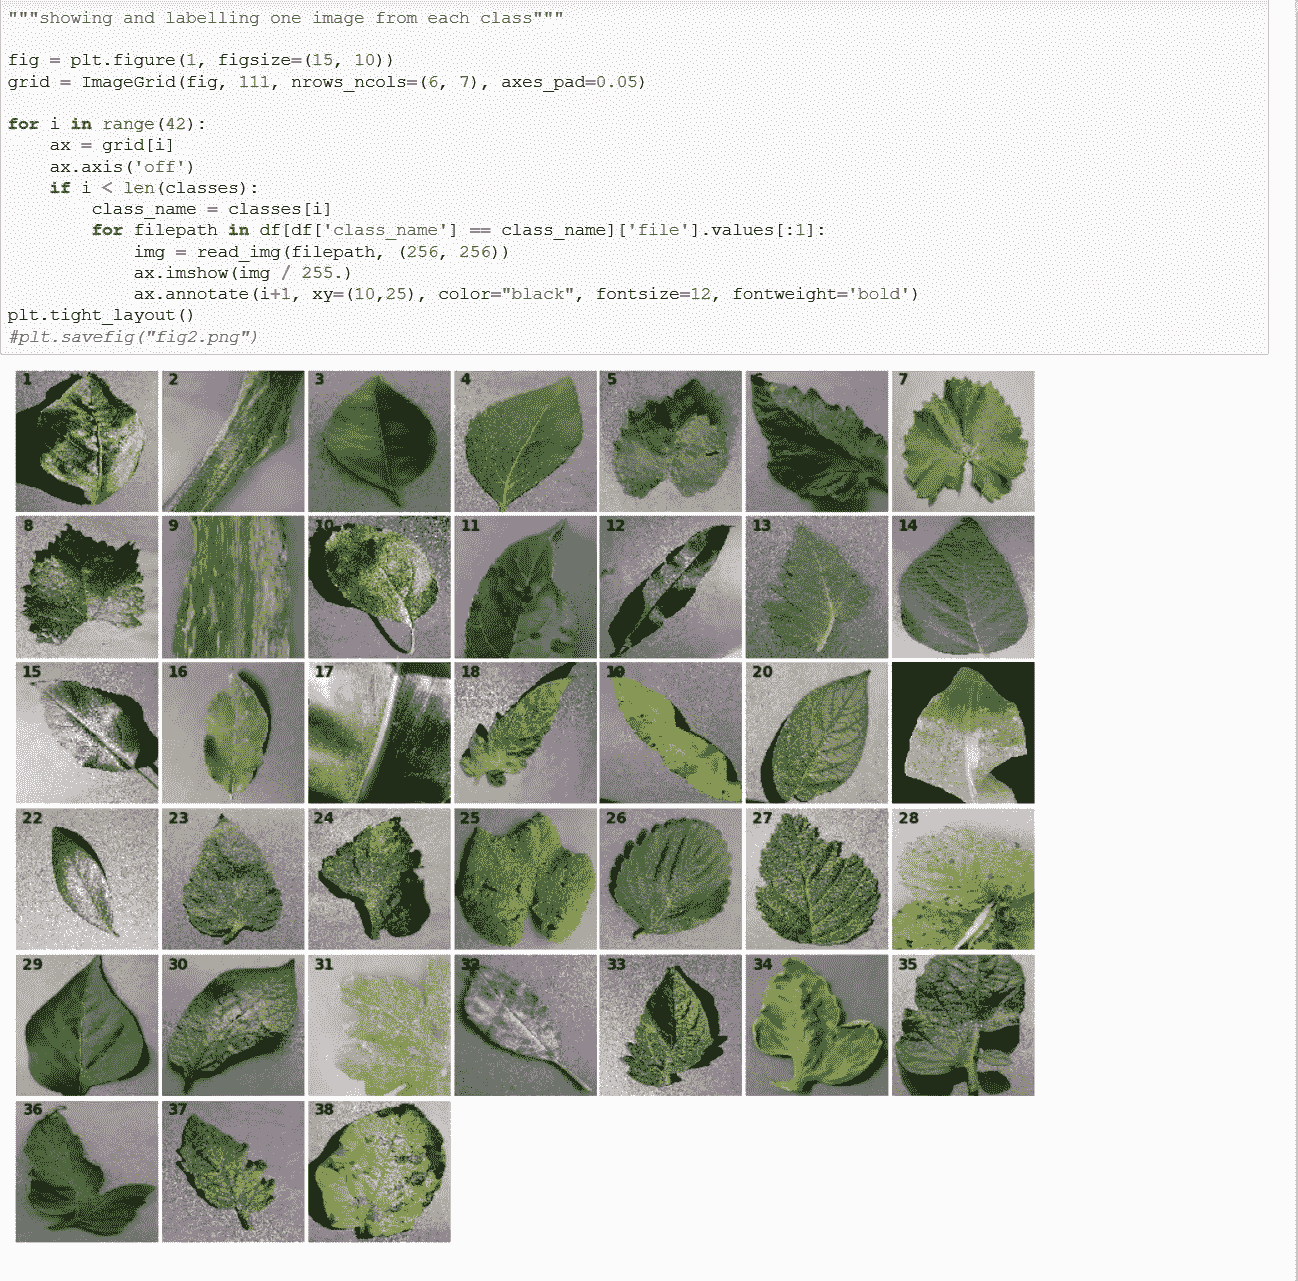 """showing and labelling one image from each class"""
fig = plt.figure(1, figsize=(15, 10))
grid = ImageGrid(fig, 111, nrows_ncols=(6, 7), axes_pad=0.05)
for i in range(42):
    ax = grid[i]
    ax.axis('off')
    if i < len(classes):
        class_name = classes[i]
        for filepath in df[df['class_name'] == class_name]['file'].values[:1]:
            img = read_img(filepath, (256, 256))
            ax.imshow(img / 255.)
            ax.annotate(i+1, xy=(10,25), color="black", fontsize=12, fontweight='bold')
plt.tight_layout()
#plt.savefig("fig2.png")
1 2 3 4 5 6 7
8 9 10 11 12 13 14
15 16 17 18 19 20
22 23 24 25 26 27 28
29 30 31 32 33 34 35
36 37 38